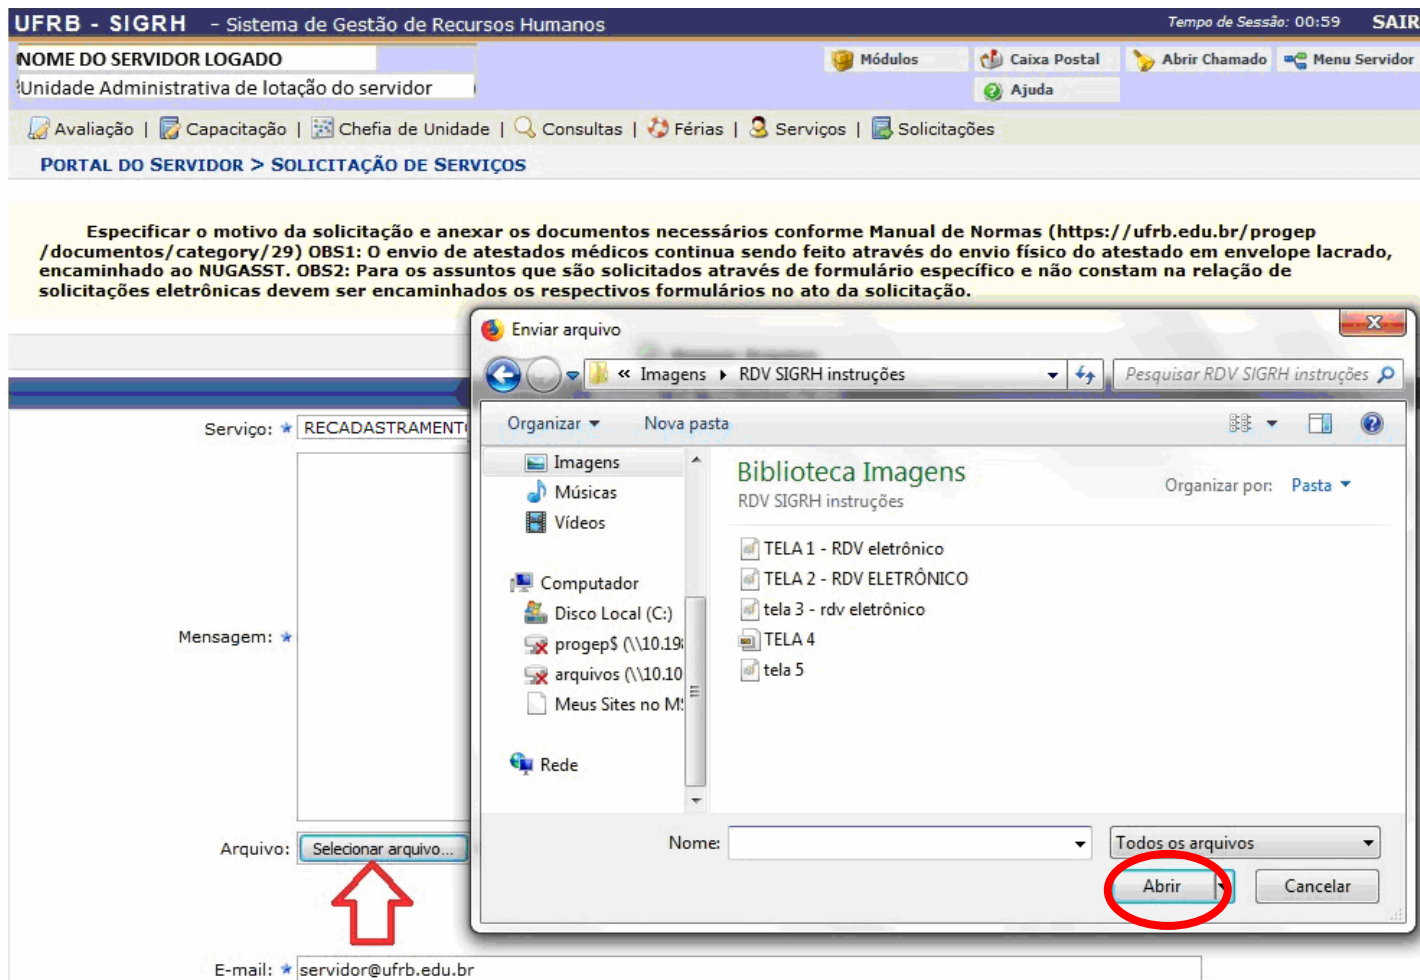 UFRB - SIGRH - Sistema de Gestão de Recursos Humanos
Tempo de Sessão: 00:59 SAIR
NOME DO SERVIDOR LOGADO
Unidade Administrativa de lotação do servidor
Módulos Caixa Postal Abrir Chamado Menu Servidor
Ajuda
Avaliação | Capacitação | Chefia de Unidade | Consultas | Férias | Serviços | Solicitações
PORTAL DO SERVIDOR > SOLICITAÇÃO DE SERVIÇOS
Especificar o motivo da solicitação e anexar os documentos necessários conforme Manual de Normas (https://ufrb.edu.br/progep
/documentos/category/29) OBS1: O envio de atestados médicos continua sendo feito através do envio físico do atestado em envelope lacrado,
encaminhado ao NUGASST. OBS2: Para os assuntos que são solicitados através de formulário específico e não constam na relação de
solicitações eletrônicas devem ser encaminhados os respectivos formulários no ato da solicitação.
Serviço: RECADASTRAMENTO
Mensagem:
Arquivo: Selecionar arquivo...
E-mail: servidor@ufrb.edu.br
Enviar arquivo
« Imagens RDV SIGRH instruções
Pesquisar RDV SIGRH instruções
Organizar Nova pasta
Imagens
Músicas
Vídeos
Computador
Disco Local (C:)
progep$ (\\10.19
arquivos (\\10.10
Meus Sites no M
Rede
Biblioteca Imagens
RDV SIGRH instruções
Organizar por: Pasta
TELA 1 - RDV eletrônico
TELA 2 - RDV ELETRÔNICO
tela 3 - rdv eletrônico
TELA 4
tela 5
Nome:
Todos os arquivos
Abrir Cancelar